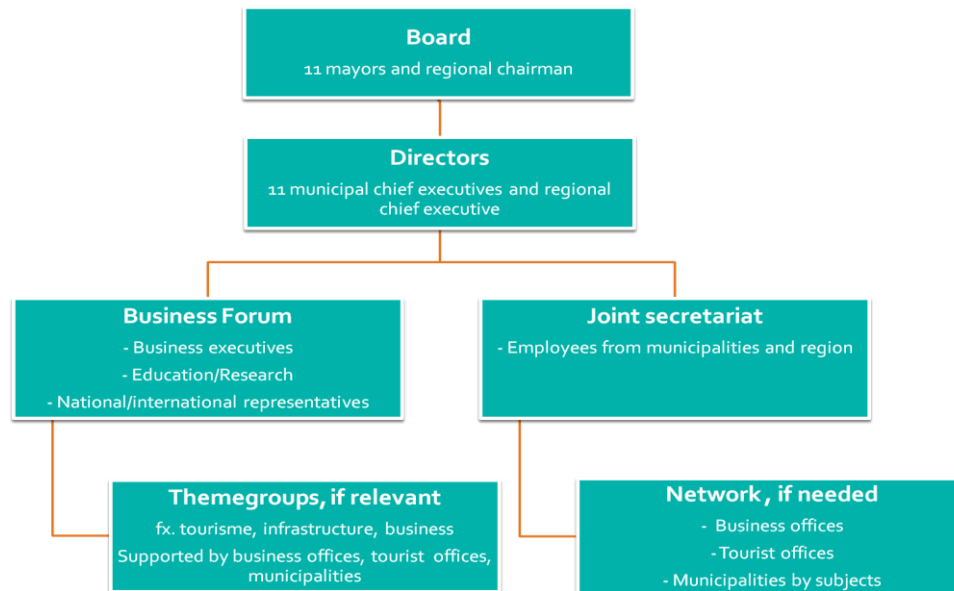 Board
11 mayors and regional chairman
Directors
11 municipal chief executives and regional
chief executive
Business Forum
- Business executives
- Education/Research
- National/international representatives
Joint secretariat
- Employees from municipalities and region
Themegroups, if relevant
fx. tourisme, infrastructure, business
Supported by business offices, tourist offices,
municipalities
Network , if needed
- Business offices
- Tourist offices
- Municipalities by subjects